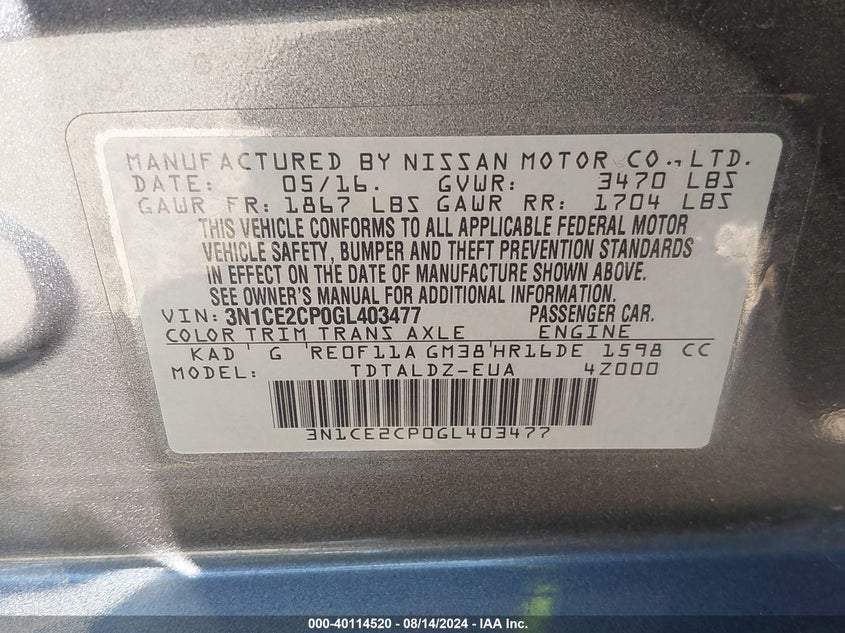 MANUFACTURED BY NISSAN MOTOR CO., LTD.
DATE: 05/16. GVWR: 3470 LBS
GAWR FR: 1867 LBS GAWR RR: 1704 LBS
THIS VEHICLE CONFORMS TO ALL APPLICABLE FEDERAL MOTOR
VEHICLE SAFETY, BUMPER AND THEFT PREVENTION STANDARDS
IN EFFECT ON THE DATE OF MANUFACTURE SHOWN ABOVE.
SEE OWNER'S MANUAL FOR ADDITIONAL INFORMATION.
VIN: 3N1CE2CP0GL403477 PASSENGER CAR.
COLOR TRIM TRANS AXLE ENGINE
KAD G RE0F11A GM38 HR16DE 1598 CC
MODEL: TDTALDZ-EUA 4Z000
3N1CE2CP0GL403477
000-40114520 - 08/14/2024 - IAA Inc.